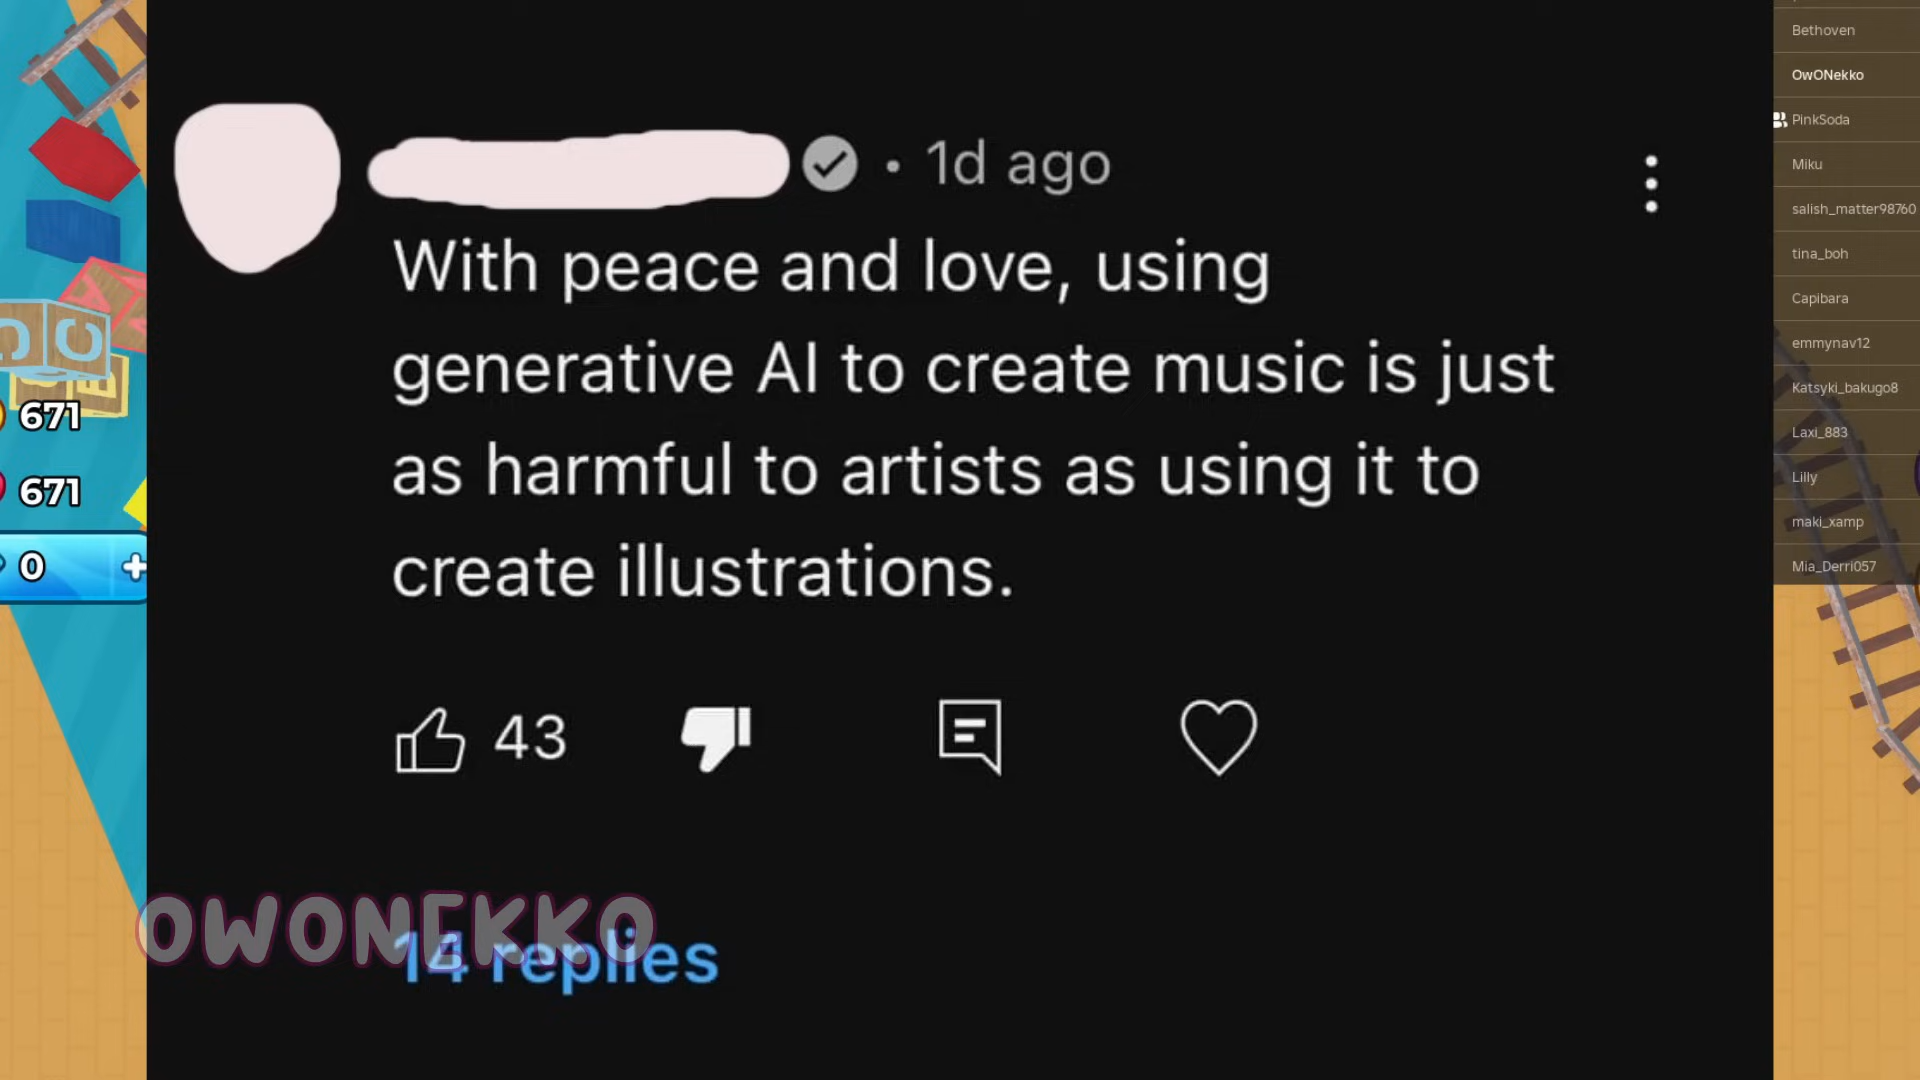 1d ago
With peace and love, using
generative AI to create music is just
as harmful to artists as using it to
create illustrations.
43
14 replies
OWONEKKO
671
671
0
Bethoven
OwONekko
PinkSoda
Miku
salish_matter98760
tina_boh
Capibara
emmynav12
Katsyki_bakugo8
Laxi_883
Lilly
maki_xamp
Mia_Derri057